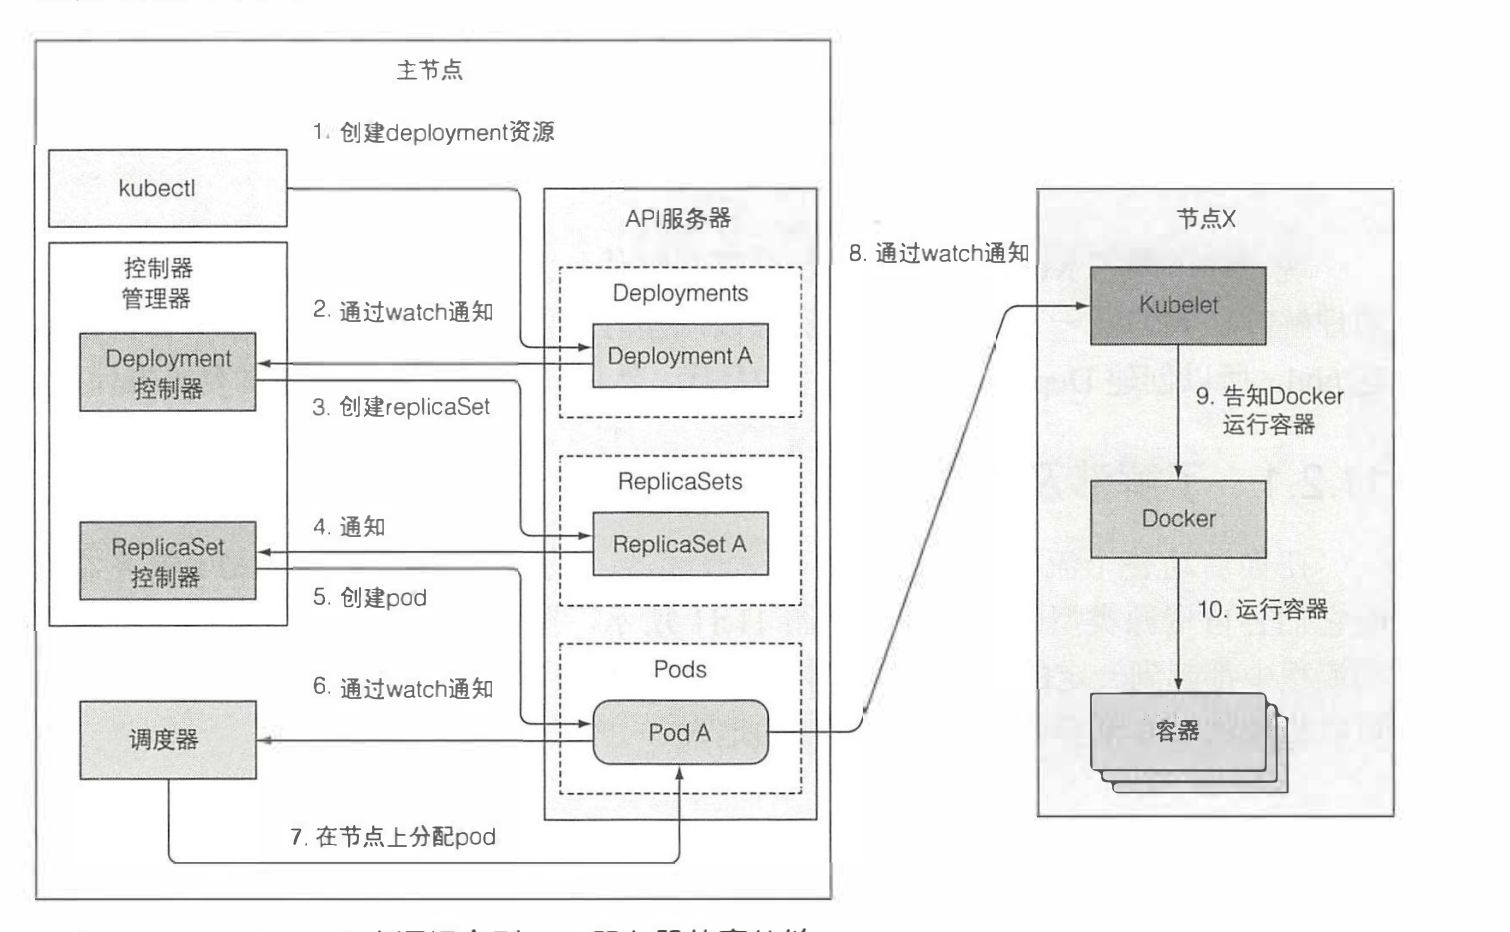 主节点
1. 创建deployment资源
kubectl
API服务器
控制器
管理器
2. 通过watch通知
Deployments
Deployment A
Deployment
控制器
3. 创建replicaSet
ReplicaSets
4. 通知
ReplicaSet A
ReplicaSet
控制器
5. 创建pod
Pods
6. 通过watch通知
Pod A
调度器
7. 在节点上分配pod
8. 通过watch通知
节点X
Kubelet
9. 告知Docker
运行容器
Docker
10. 运行容器
容器